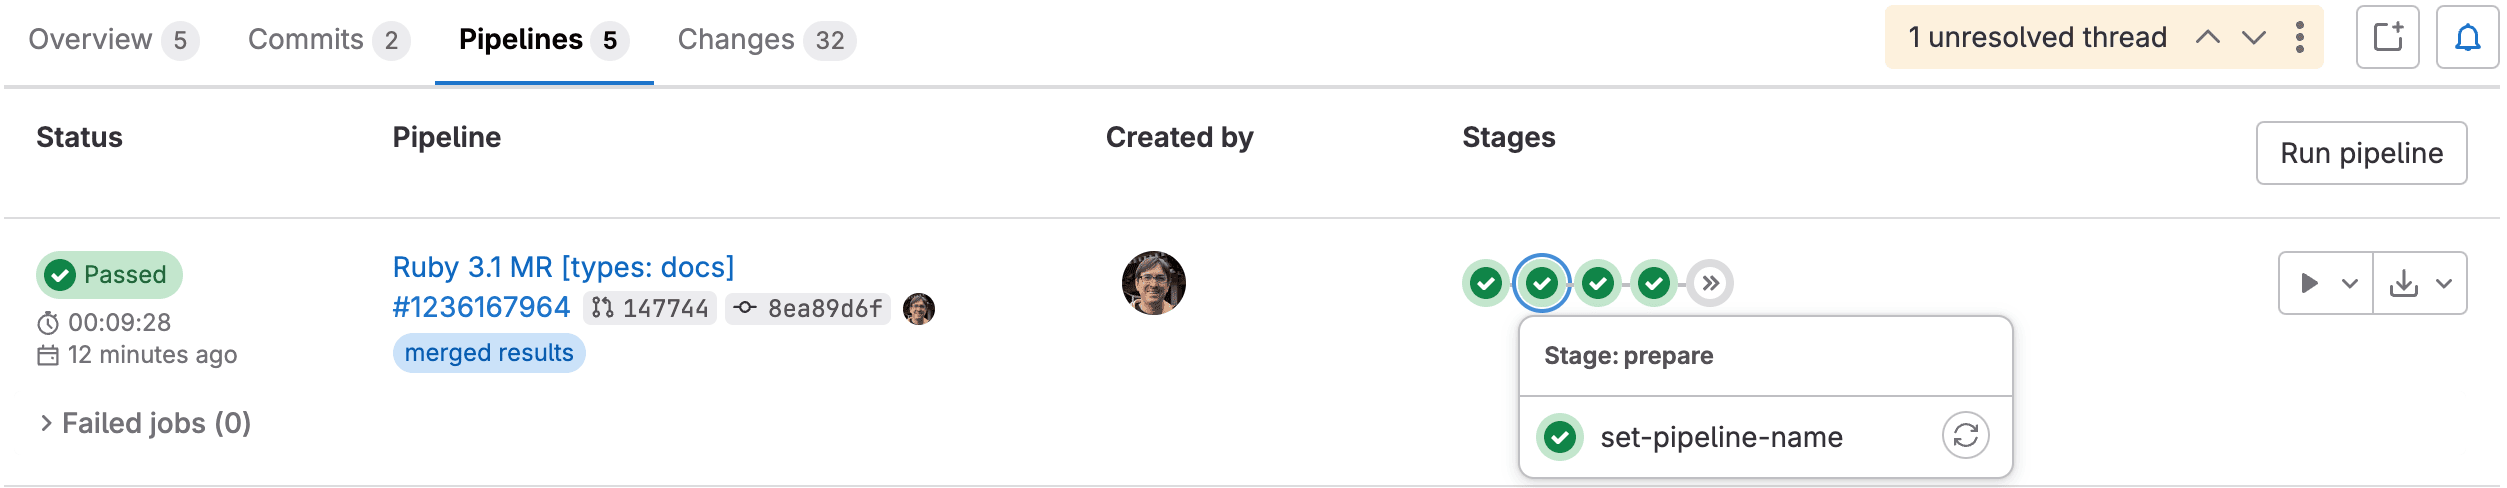 Overview 5 Commits 2 Pipelines 5 Changes 32 1 unresolved thread
Status Pipeline Created by Stages Run pipeline
Passed Ruby 3.1 MR [types: docs]
#1236167964 147744 8ea89d6f
00:09:28
merged results
12 minutes ago
Stage: prepare
Failed jobs (0)
set-pipeline-name